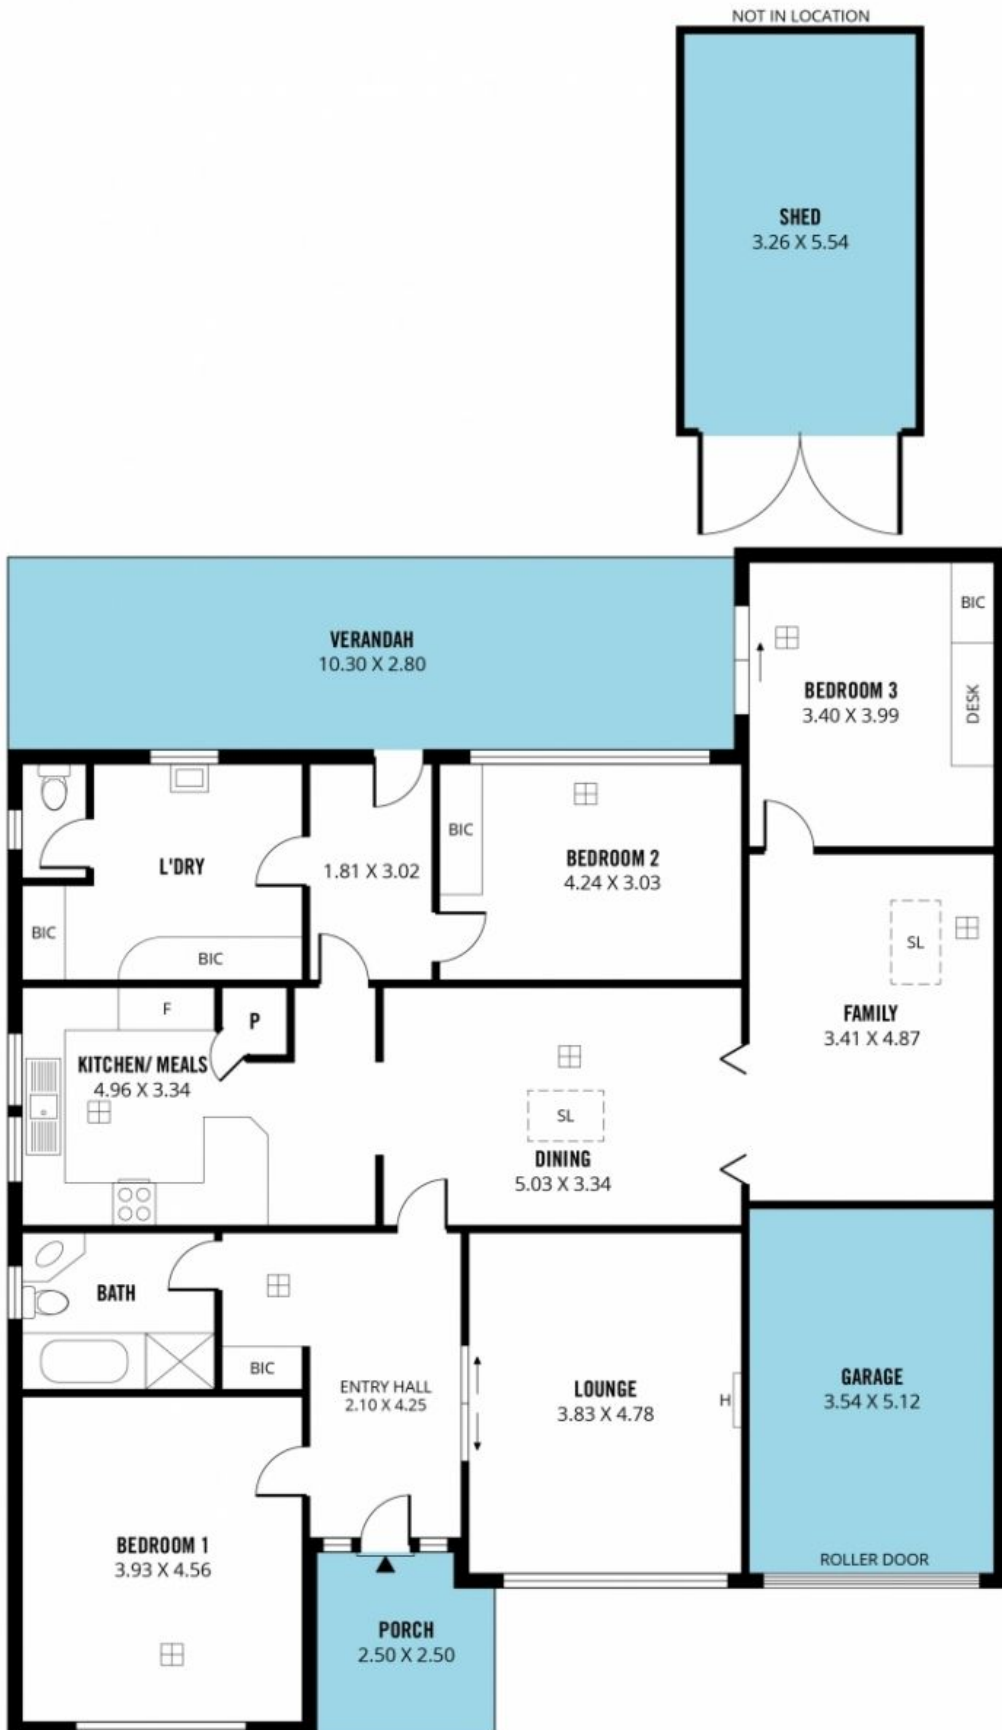 NOT IN LOCATION
SHED
3.26 X 5.54
VERANDAH
10.30 X 2.80
BIC
BEDROOM 3
3.40 X 3.99
DESK
L'DRY
1.81 X 3.02
BIC
BEDROOM 2
4.24 X 3.03
BIC
BIC
SL
FAMILY
3.41 X 4.87
F
P
KITCHEN/ MEALS
4.96 X 3.34
SL
DINING
5.03 X 3.34
BATH
BIC
ENTRY HALL
2.10 X 4.25
LOUNGE
3.83 X 4.78
H
GARAGE
3.54 X 5.12
ROLLER DOOR
BEDROOM 1
3.93 X 4.56
PORCH
2.50 X 2.50